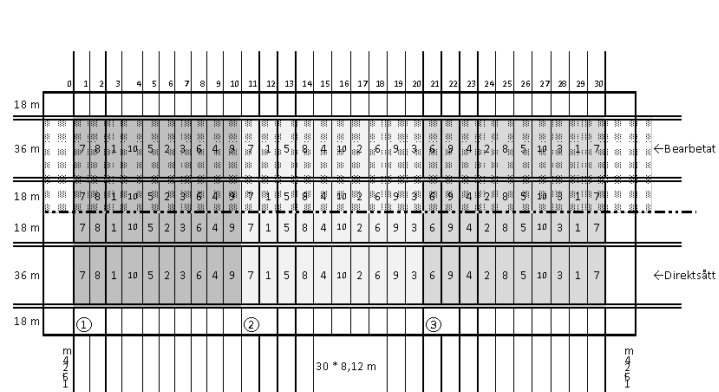 0 1 2 3 4 5 6 7 8 9 10 11 12 13 14 15 16 17 18 19 20 21 22 23 24 25 26 27 28 29 30
18 m
36 m 7 8 1 10 5 2 3 6 4 9 7 1 5 8 4 10 2 6 9 3 6 9 4 2 8 5 10 3 1 7 ←Bearbetat
18 m 7 8 1 10 5 2 3 6 4 9 7 1 5 8 4 10 2 6 9 3 6 9 4 2 8 5 10 3 1 7
18 m 7 8 1 10 5 2 3 6 4 9 7 1 5 8 4 10 2 6 9 3 6 9 4 2 8 5 10 3 1 7
36 m 7 8 1 10 5 2 3 6 4 9 7 1 5 8 4 10 2 6 9 3 6 9 4 2 8 5 10 3 1 7 ←Direktsått
18 m 1 2 3
30 * 8,12 m